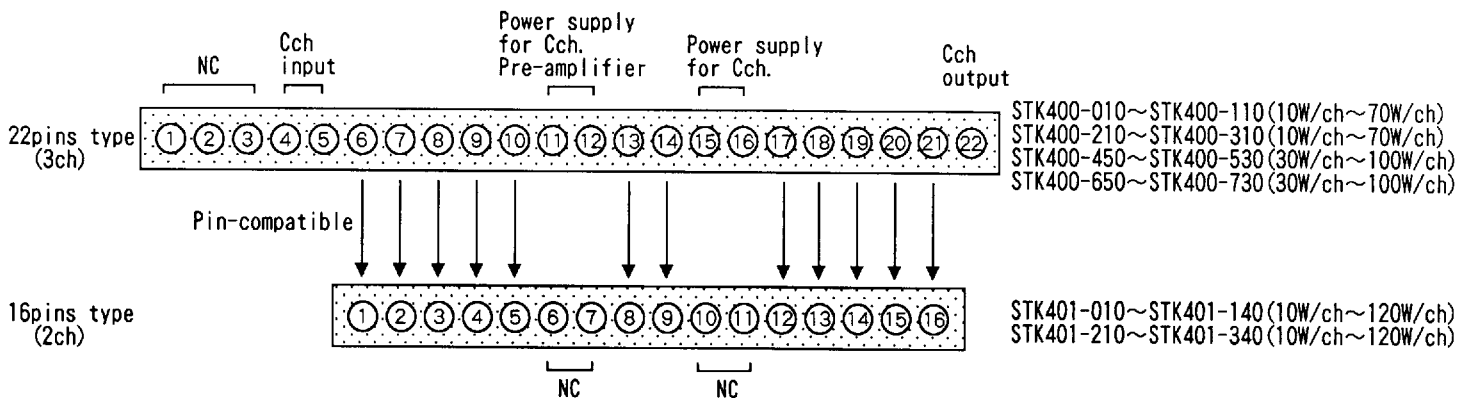 NC
Cch
input
Power supply
for Cch.
Pre-amplifier
Power supply
for Cch.
Cch
output
22pins type
(3ch)
1 2 3 4 5 6 7 8 9 10 11 12 13 14 15 16 17 18 19 20 21 22
STK400-010～STK400-110(10W/ch～70W/ch)
STK400-210～STK400-310(10W/ch～70W/ch)
STK400-450～STK400-530(30W/ch～100W/ch)
STK400-650～STK400-730(30W/ch～100W/ch)
Pin-compatible
16pins type
(2ch)
1 2 3 4 5 6 7 8 9 10 11 12 13 14 15 16
STK401-010～STK401-140(10W/ch～120W/ch)
STK401-210～STK401-340(10W/ch～120W/ch)
NC
NC